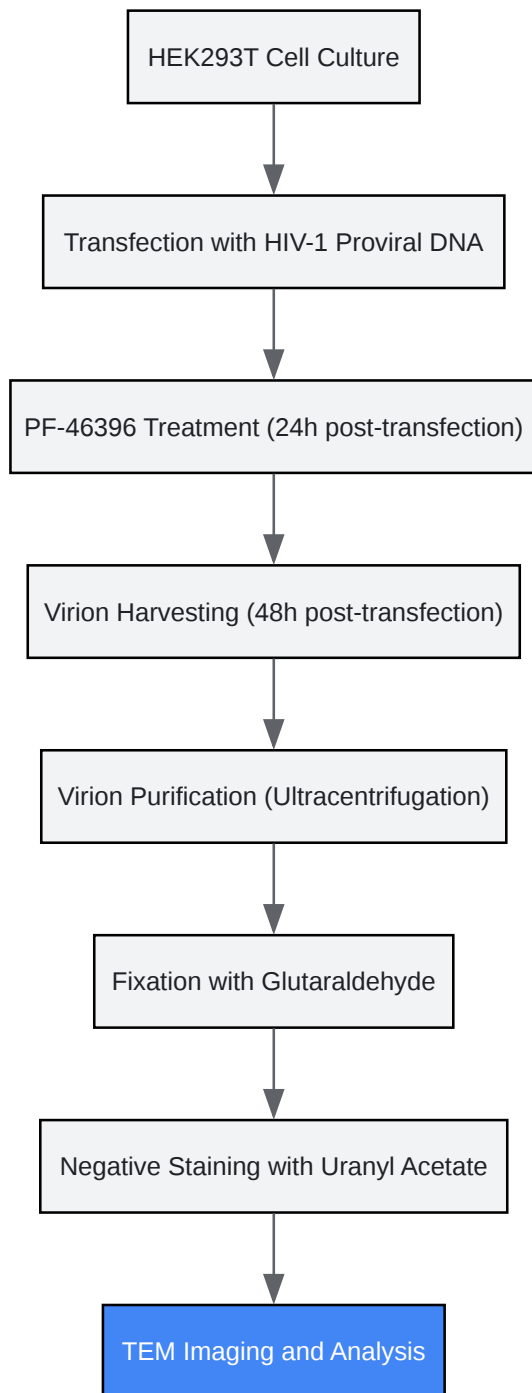 HEK293T Cell Culture
Transfection with HIV-1 Proviral DNA
PF-46396 Treatment (24h post-transfection)
Virion Harvesting (48h post-transfection)
Virion Purification (Ultracentrifugation)
Fixation with Glutaraldehyde
Negative Staining with Uranyl Acetate
TEM Imaging and Analysis